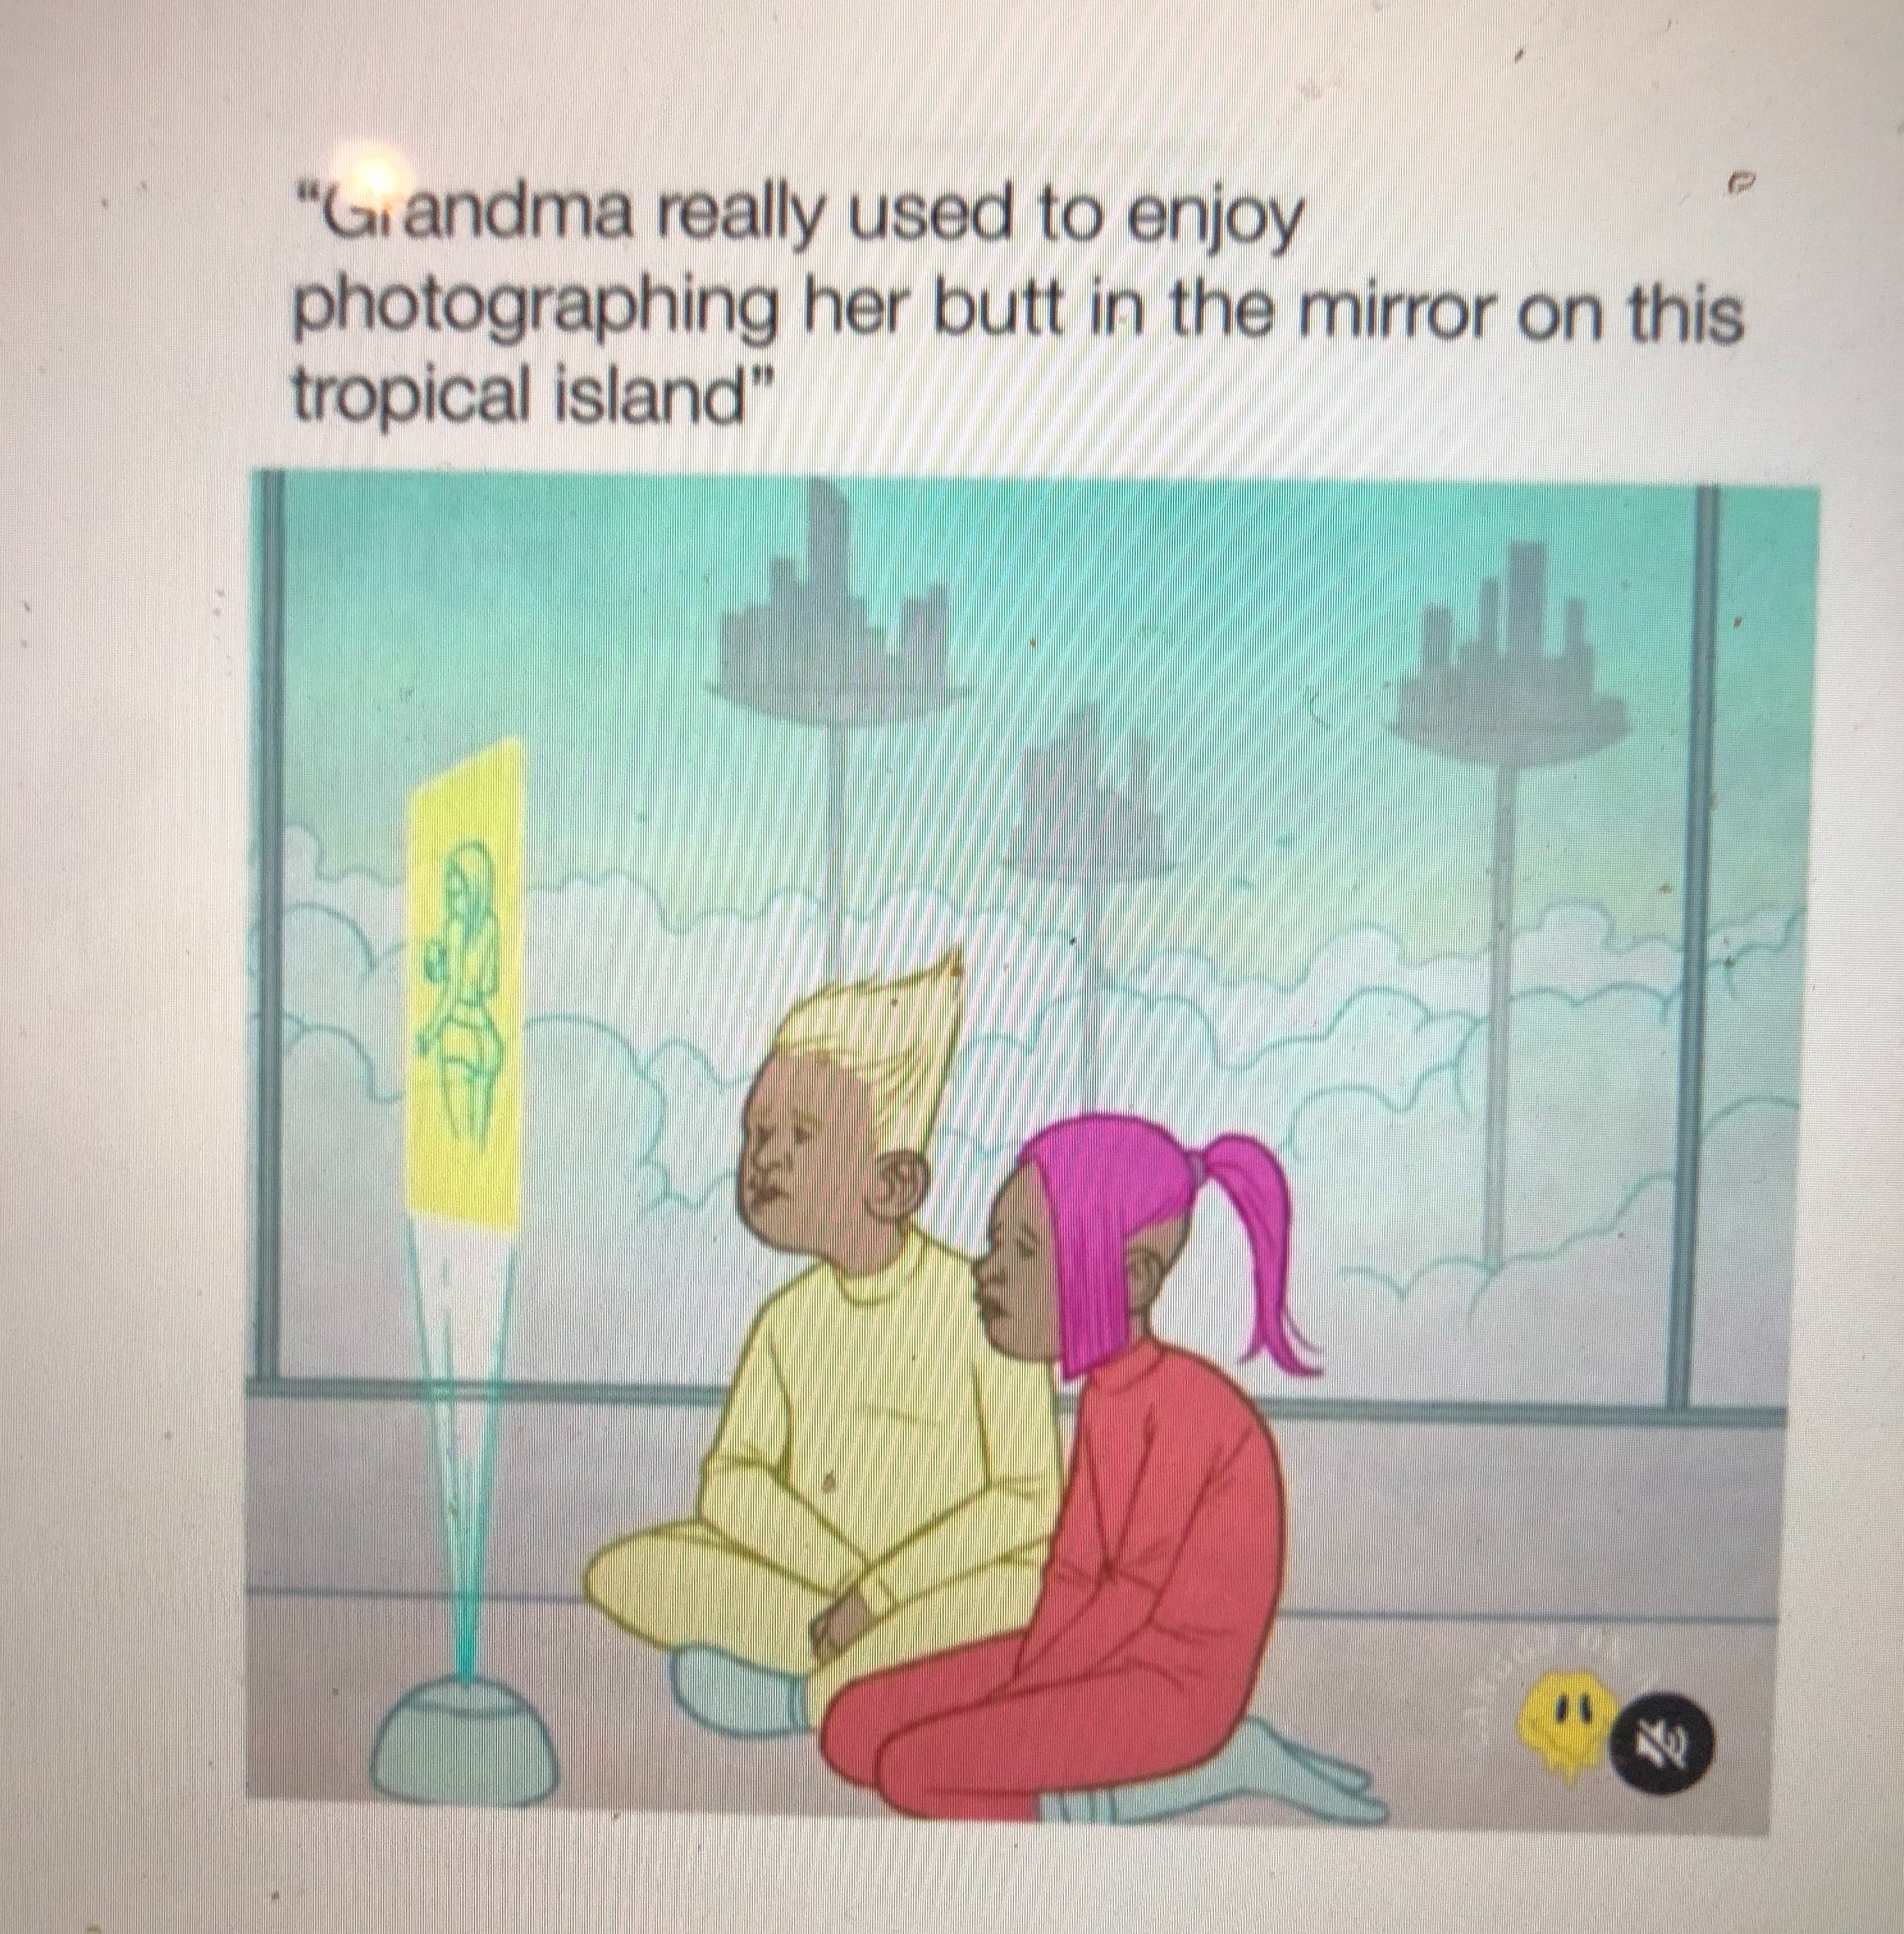 “Grandma really used to enjoy
photographing her butt in the mirror on this
tropical island”